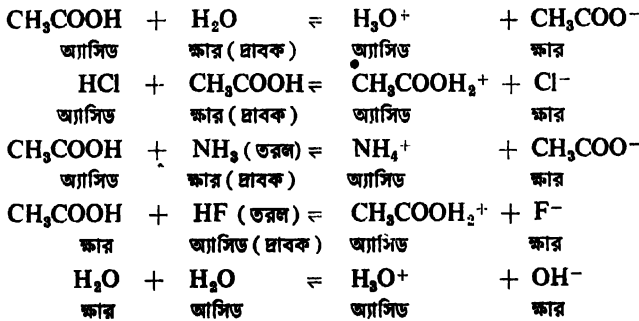 CH₃COOH + H₂O ⇌ H₃O⁺ + CH₃COO⁻
অ্যাসিড ক্ষার (দ্রাবক) অ্যাসিড ক্ষার
HCl + CH₃COOH ⇌ CH₃COOH₂⁺ + Cl⁻
অ্যাসিড ক্ষার (দ্রাবক) অ্যাসিড ক্ষার
CH₃COOH + NH₃ (তরল) ⇌ NH₄⁺ + CH₃COO⁻
অ্যাসিড ক্ষার (দ্রাবক) অ্যাসিড ক্ষার
CH₃COOH + HF (তরল) ⇌ CH₃COOH₂⁺ + F⁻
ক্ষার অ্যাসিড (দ্রাবক) অ্যাসিড ক্ষার
H₂O + H₂O ⇌ H₃O⁺ + OH⁻
ক্ষার আসিড অ্যাসিড ক্ষার